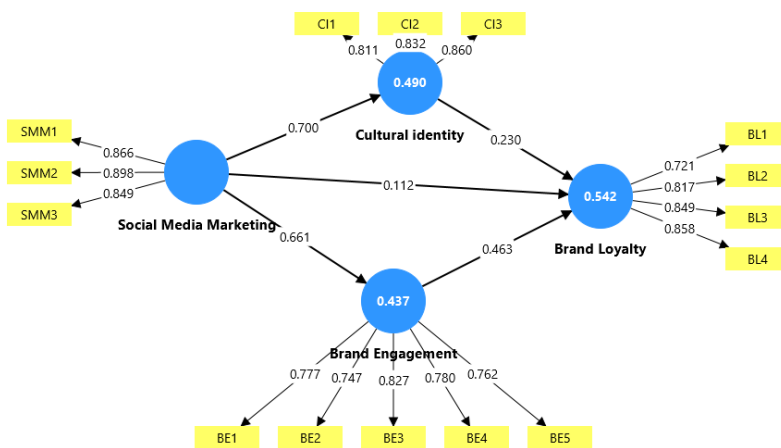 CI1 CI2 CI3
0.811 0.832 0.860
0.490
Cultural identity
SMM1
SMM2
SMM3
0.866
0.898
0.849
Social Media Marketing
0.700
0.230
0.112
0.661
0.463
BL1
BL2
BL3
BL4
0.721
0.817
0.849
0.858
0.542
Brand Loyalty
0.437
Brand Engagement
0.777 0.747 0.827 0.780 0.762
BE1 BE2 BE3 BE4 BE5